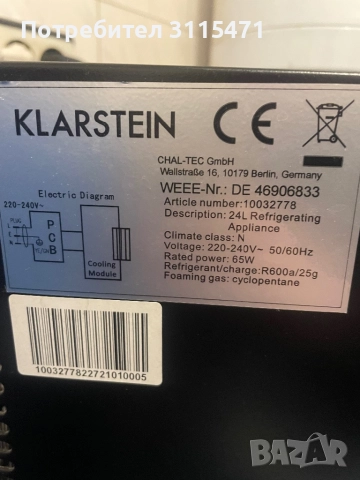 Потребител 3115471
KLARSTEIN
CE
CHAL-TEC GmbH
Wallstraße 16, 10179 Berlin, Germany
WEEE-Nr.: DE 46906833
Article number:10032778
Description: 24L Refrigerating
Appliance
Climate class: N
Voltage: 220-240V~ 50/60Hz
Rated power: 65W
Refrigerant/charge:R600a/25g
Foaming gas: cyclopentane
Electric Diagram
220-240V~
PLUG
L
N
P
C
B
Cooling
Module
1003277822721010005
BAZAR